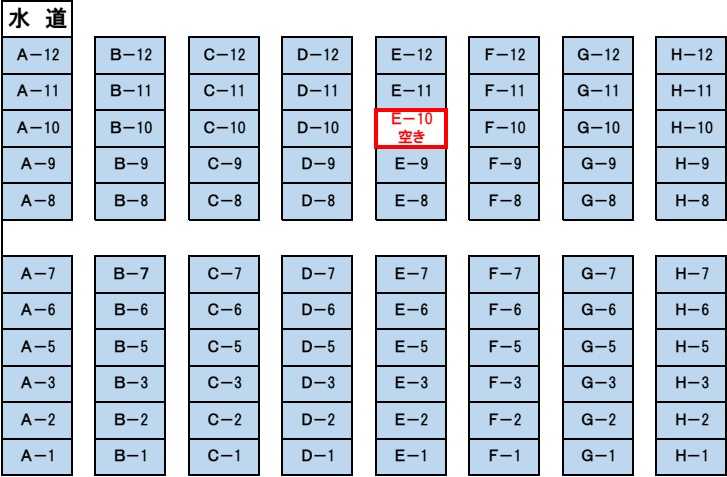 水 道
A－12 B－12 C－12 D－12 E－12 F－12 G－12 H－12
A－11 B－11 C－11 D－11 E－11 F－11 G－11 H－11
A－10 B－10 C－10 D－10 E－10 F－10 G－10 H－10
空き
A－9 B－9 C－9 D－9 E－9 F－9 G－9 H－9
A－8 B－8 C－8 D－8 E－8 F－8 G－8 H－8
A－7 B－7 C－7 D－7 E－7 F－7 G－7 H－7
A－6 B－6 C－6 D－6 E－6 F－6 G－6 H－6
A－5 B－5 C－5 D－5 E－5 F－5 G－5 H－5
A－3 B－3 C－3 D－3 E－3 F－3 G－3 H－3
A－2 B－2 C－2 D－2 E－2 F－2 G－2 H－2
A－1 B－1 C－1 D－1 E－1 F－1 G－1 H－1